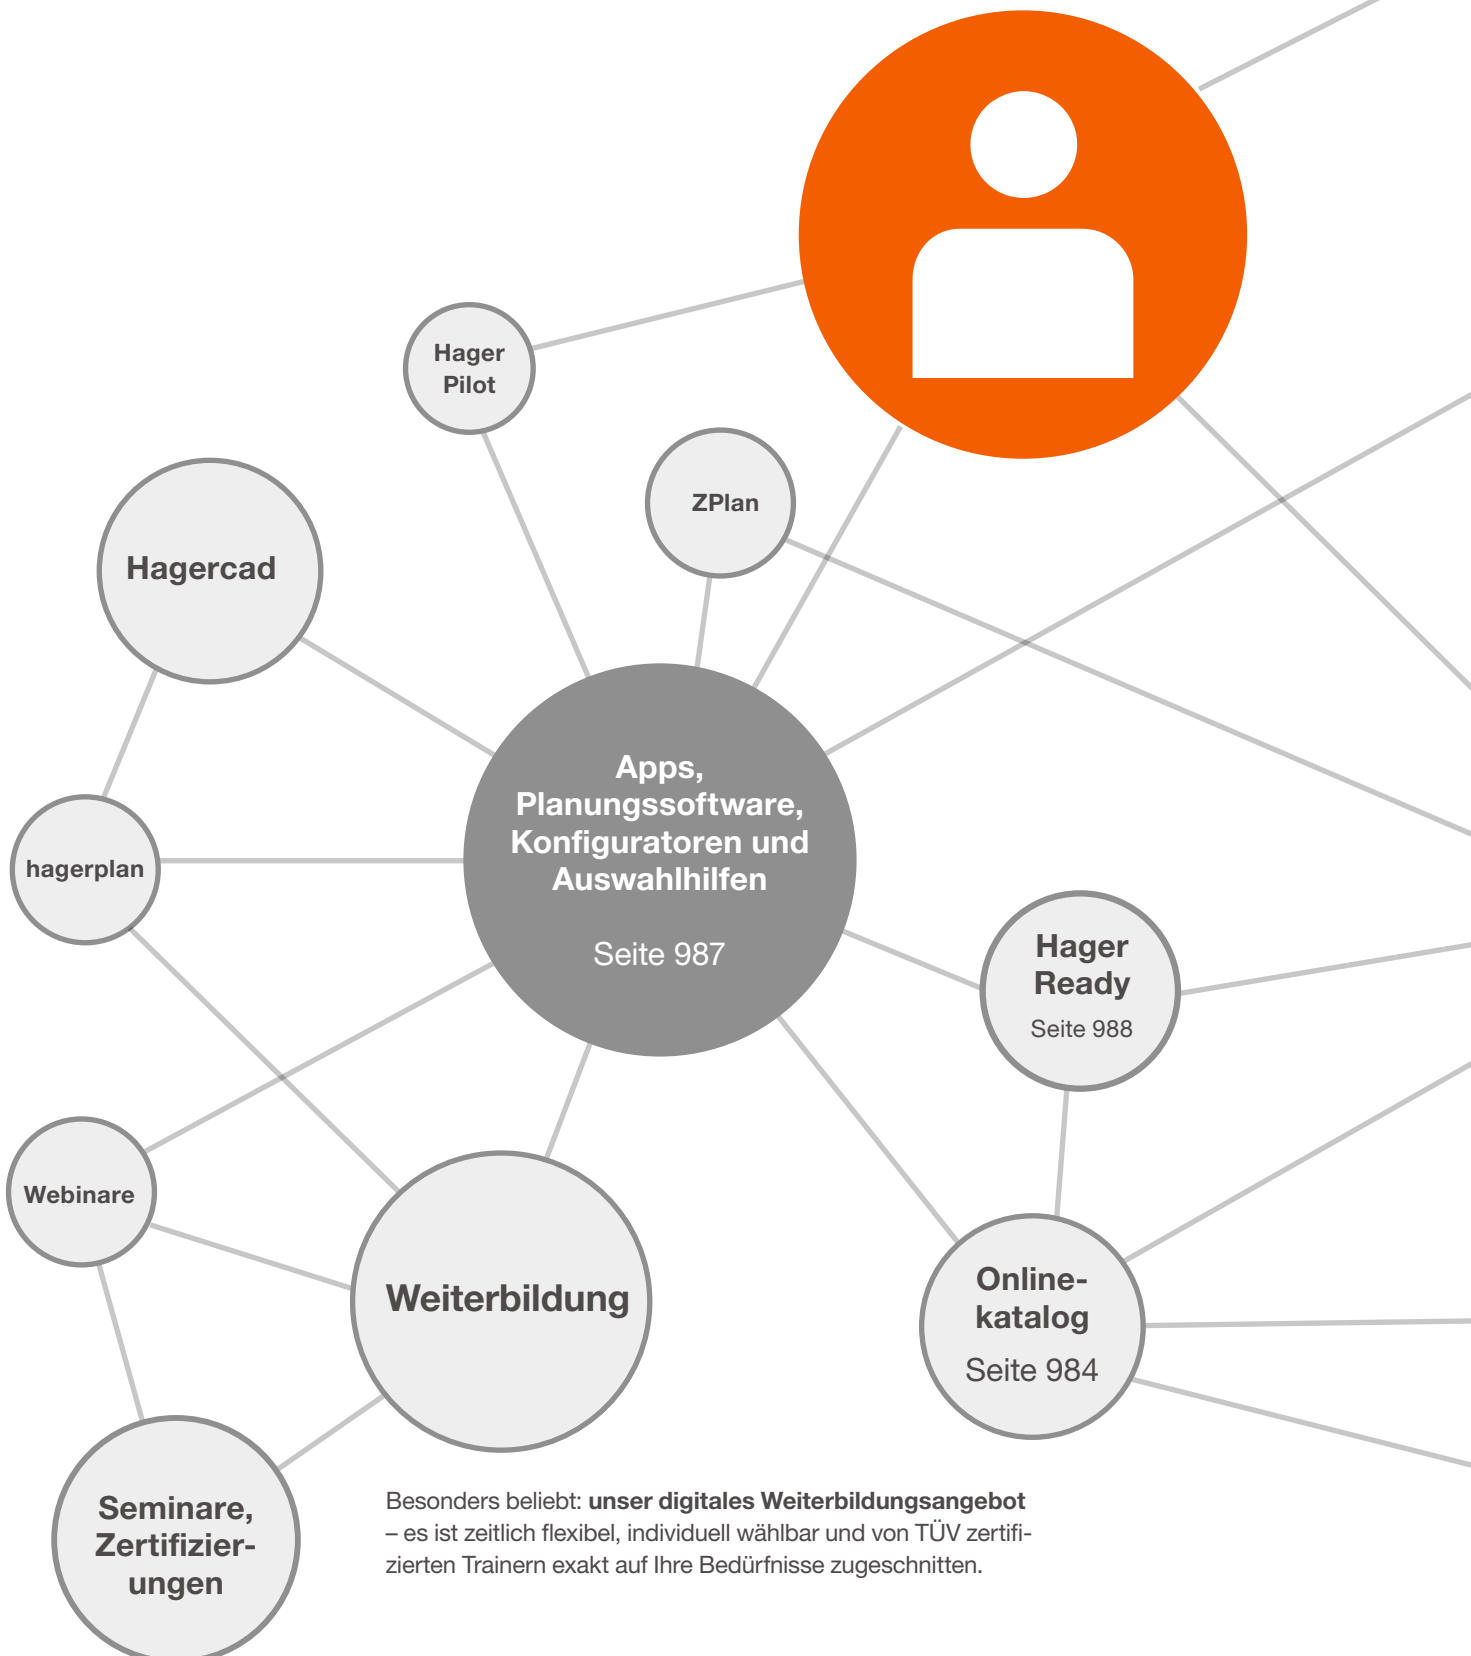 Hager
Pilot
ZPlan
Hagercad
Apps,
Planungssoftware,
Konfiguratoren und
Auswahlhilfen
Seite 987
hagerplan
Hager
Ready
Seite 988
Webinare
Weiterbildung
Online-
katalog
Seite 984
Seminare,
Zertifizier-
ungen
Besonders beliebt: unser digitales Weiterbildungsangebot
– es ist zeitlich flexibel, individuell wählbar und von TÜV zertifi-
zierten Trainern exakt auf Ihre Bedürfnisse zugeschnitten.